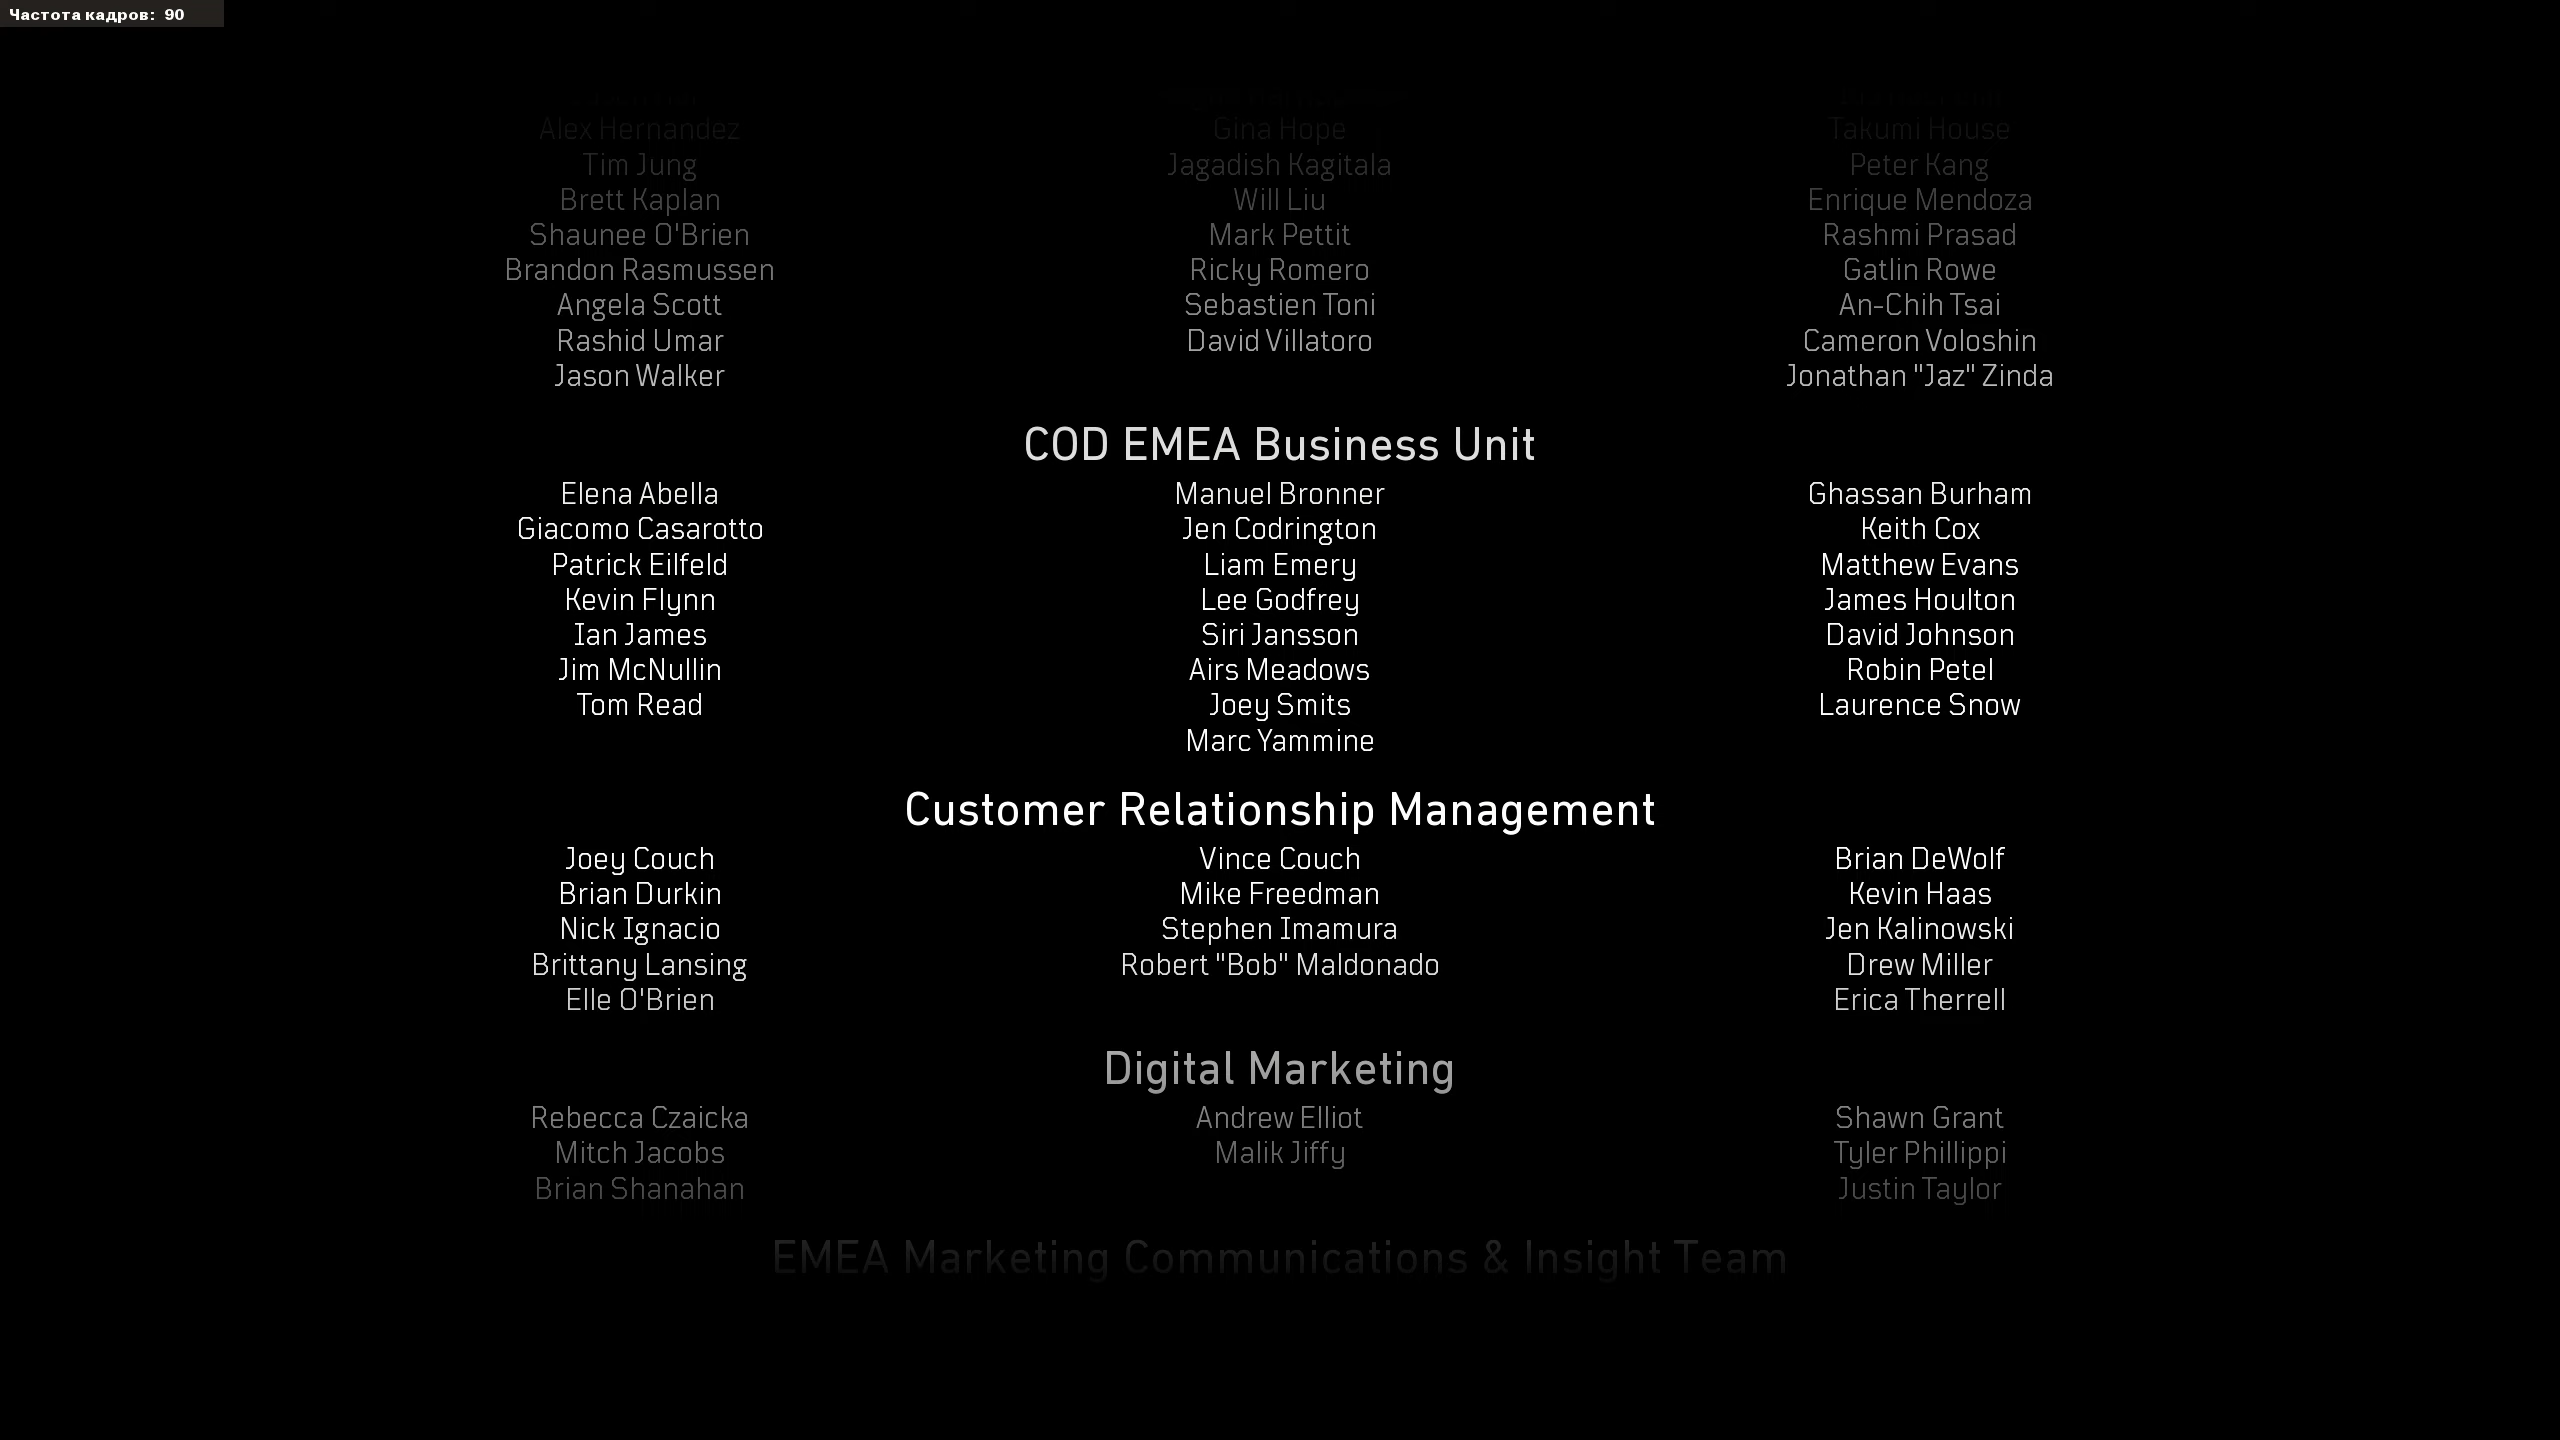 Частота кадров: 90
Alex Hernandez Gina Hope Takumi House
Tim Jung Jagadish Kagitala Peter Kang
Brett Kaplan Will Liu Enrique Mendoza
Shaunee O'Brien Mark Pettit Rashmi Prasad
Brandon Rasmussen Ricky Romero Gatlin Rowe
Angela Scott Sebastien Toni An-Chih Tsai
Rashid Umar David Villatoro Cameron Voloshin
Jason Walker Jonathan "Jaz" Zinda
COD EMEA Business Unit
Elena Abella Manuel Bronner Ghassan Burham
Giacomo Casarotto Jen Codrington Keith Cox
Patrick Eilfeld Liam Emery Matthew Evans
Kevin Flynn Lee Godfrey James Houlton
Ian James Siri Jansson David Johnson
Jim McNullin Airs Meadows Robin Petel
Tom Read Joey Smits Laurence Snow
Marc Yammine
Customer Relationship Management
Joey Couch Vince Couch Brian DeWolf
Brian Durkin Mike Freedman Kevin Haas
Nick Ignacio Stephen Imamura Jen Kalinowski
Brittany Lansing Robert "Bob" Maldonado Drew Miller
Elle O'Brien Erica Therrell
Digital Marketing
Rebecca Czaicka Andrew Elliot Shawn Grant
Mitch Jacobs Malik Jiffy Tyler Phillippi
Brian Shanahan Justin Taylor
EMEA Marketing Communications & Insight Team